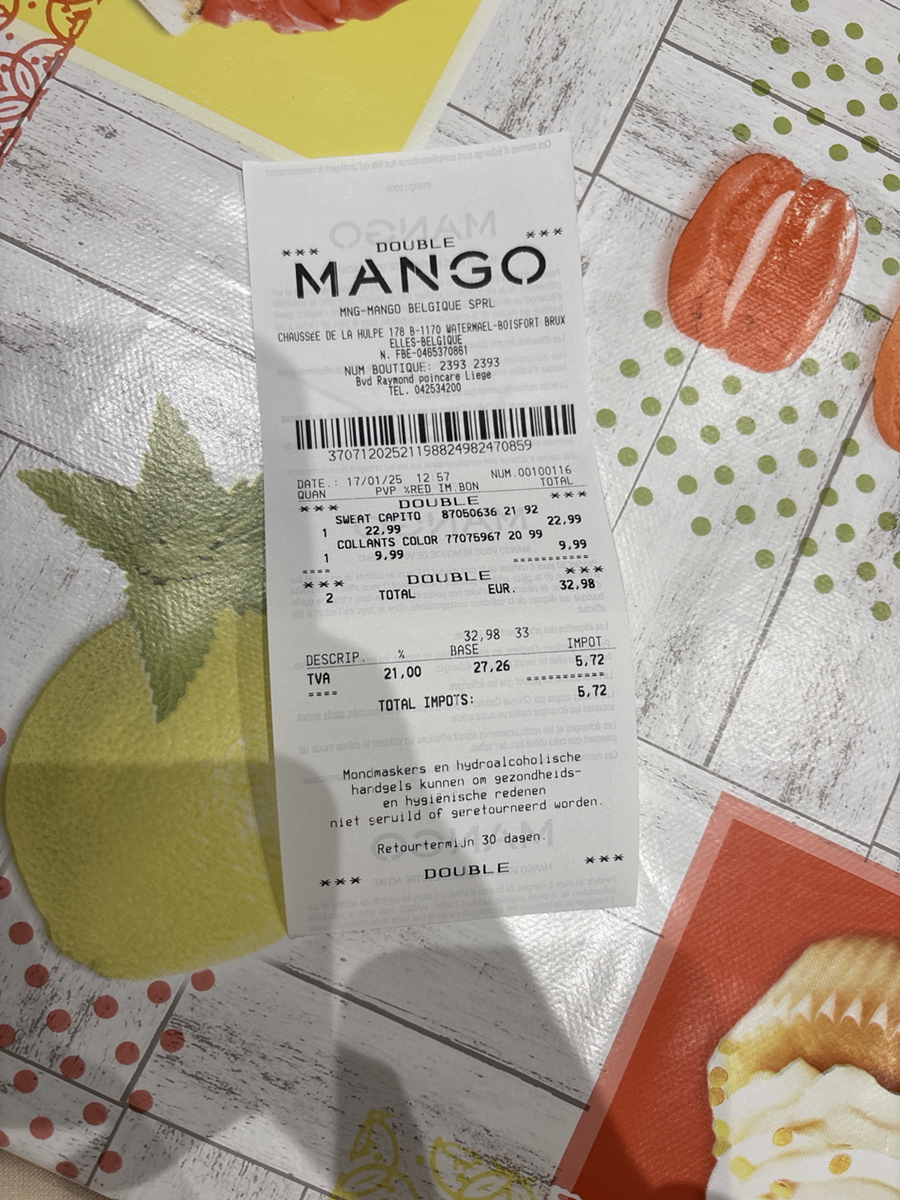 *** DOUBLE ***
MANGO
MNG-MANGO BELGIQUE SPRL
CHAUSSéE DE LA HULPE 178 B-1170 WATERMAEL-BOISFORT BRUX
ELLES-BELGIQUE
N. FBE-0465370861
NUM BOUTIQUE: 2393 2393
Bvd Raymond poincare Liege
TEL. 042534200
37071202521198824982470859
DATE.: 17/01/25 12:57 NUM.00100116
QUAN PVP %RED IM.BON TOTAL
*** DOUBLE ***
SWEAT CAPITO 87050636 21 92
1 22,99 22,99
COLLANTS COLOR 77075967 20 99
1 9,99 9,99
==== ===========
*** DOUBLE ***
2 TOTAL EUR. 32,98
32,98 33
DESCRIP. % BASE IMPOT
TVA 21,00 27,26 5,72
==== ===========
TOTAL IMPOTS: 5,72
Mondmaskers en hydroalcoholische
handgels kunnen om gezondheids-
en hygiënische redenen
niet geruild of geretourneerd worden.
Retourtermijn 30 dagen.
*** DOUBLE ***